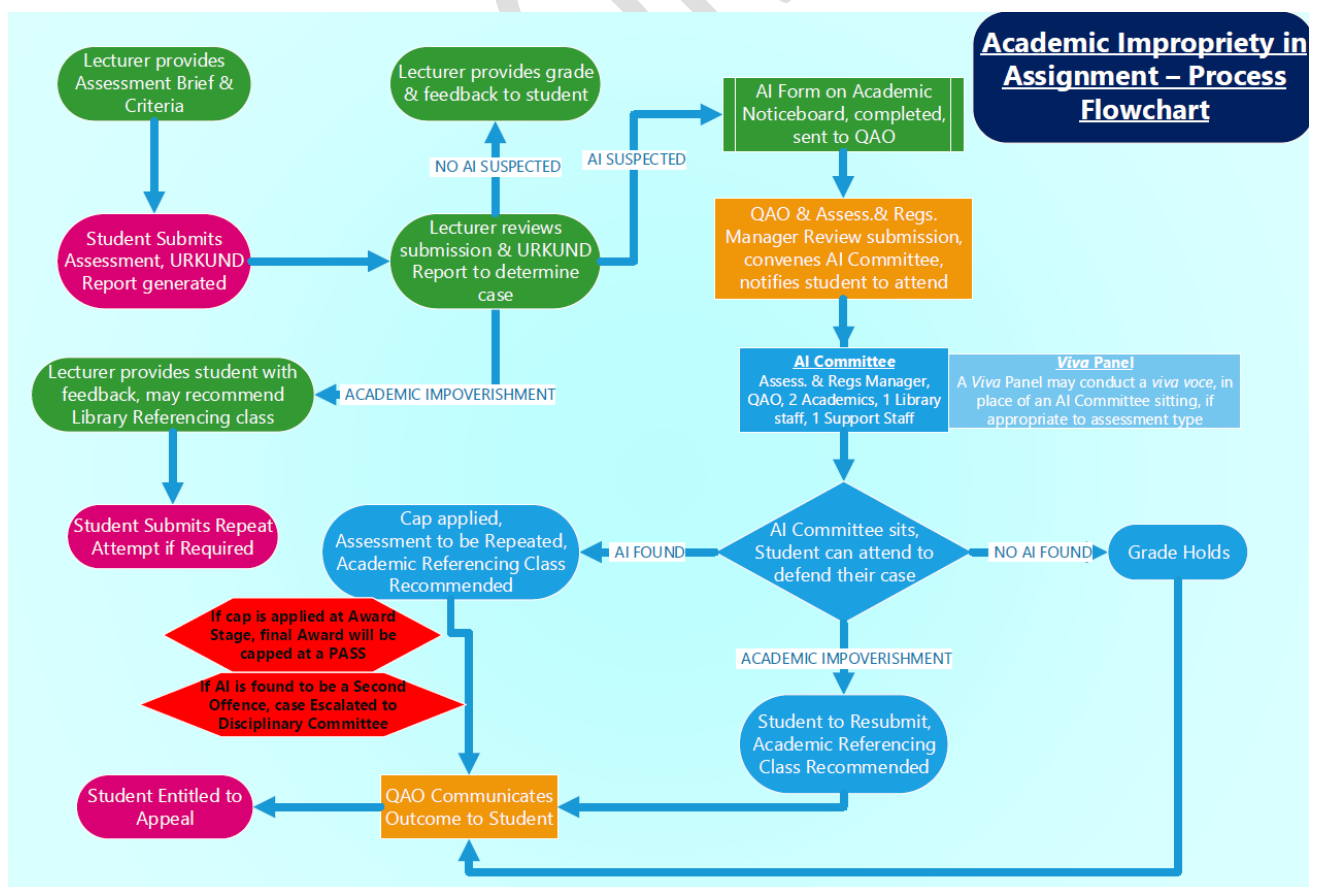 Academic Impropriety in
Assignment – Process
Flowchart
Lecturer provides
Assessment Brief &
Criteria
Lecturer provides grade
& feedback to student
AI Form on Academic
Noticeboard, completed,
sent to QAO
NO AI SUSPECTED
AI SUSPECTED
Student Submits
Assessment, URKUND
Report generated
Lecturer reviews
submission & URKUND
Report to determine
case
QAO & Assess.& Regs.
Manager Review submission,
convenes AI Committee,
notifies student to attend
Lecturer provides student with
feedback, may recommend
Library Referencing class
ACADEMIC IMPOVERISHMENT
AI Committee
Assess. & Regs Manager,
QAO, 2 Academics, 1 Library
staff, 1 Support Staff
Viva Panel
A Viva Panel may conduct a viva voce, in
place of an AI Committee sitting, if
appropriate to assessment type
Student Submits Repeat
Attempt if Required
Cap applied,
Assessment to be Repeated,
Academic Referencing Class
Recommended
AI FOUND
AI Committee sits,
Student can attend to
defend their case
NO AI FOUND
Grade Holds
If cap is applied at Award
Stage, final Award will be
capped at a PASS
If AI is found to be a Second
Offence, case Escalated to
Disciplinary Committee
ACADEMIC IMPOVERISHMENT
Student to Resubmit,
Academic Referencing
Class Recommended
Student Entitled to
Appeal
QAO Communicates
Outcome to Student